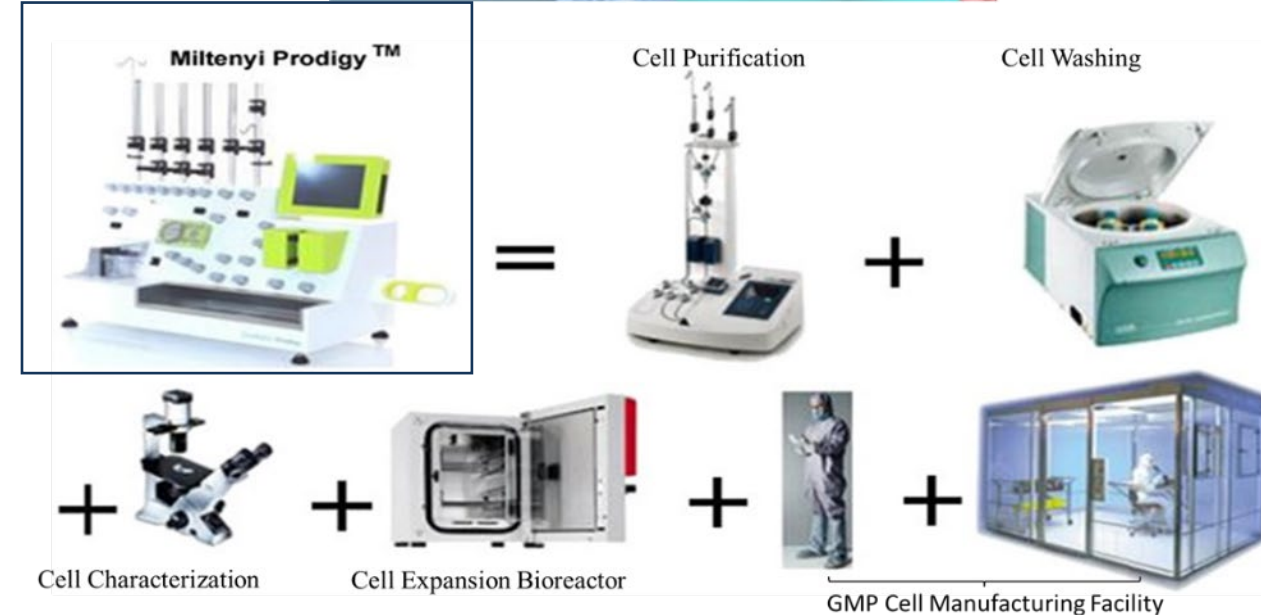 Miltenyi Prodigy TM
Cell Purification
Cell Washing
=
+
+
+
+
+
Cell Characterization
Cell Expansion Bioreactor
GMP Cell Manufacturing Facility